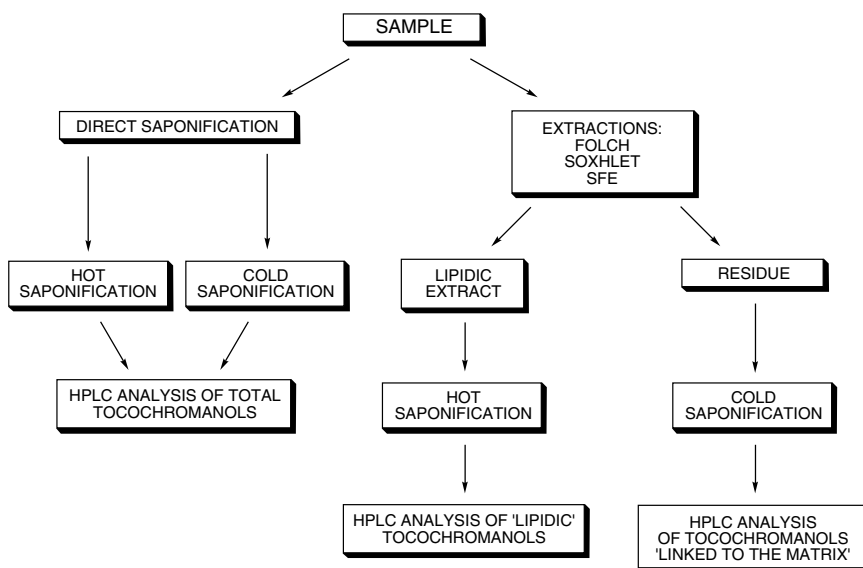 SAMPLE
DIRECT SAPONIFICATION
EXTRACTIONS:
FOLCH
SOXHLET
SFE
HOT
SAPONIFICATION
COLD
SAPONIFICATION
LIPIDIC
EXTRACT
RESIDUE
HPLC ANALYSIS OF TOTAL
TOCOCHROMANOLS
HOT
SAPONIFICATION
COLD
SAPONIFICATION
HPLC ANALYSIS OF 'LIPIDIC'
TOCOCHROMANOLS
HPLC ANALYSIS
OF TOCOCHROMANOLS
'LINKED TO THE MATRIX'